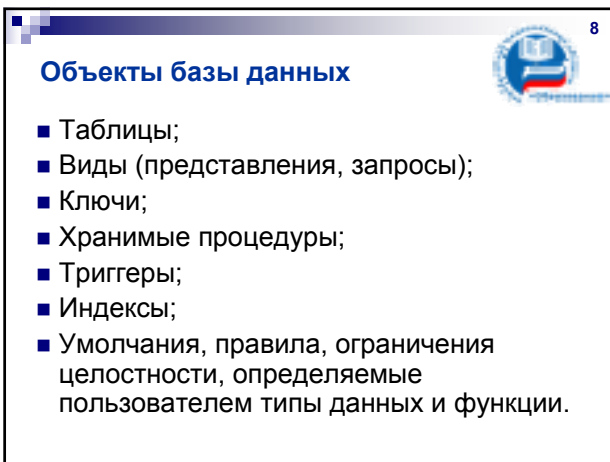 8
Объекты базы данных
Таблицы;
Виды (представления, запросы);
Ключи;
Хранимые процедуры;
Триггеры;
Индексы;
Умолчания, правила, ограничения
целостности, определяемые
пользователем типы данных и функции.